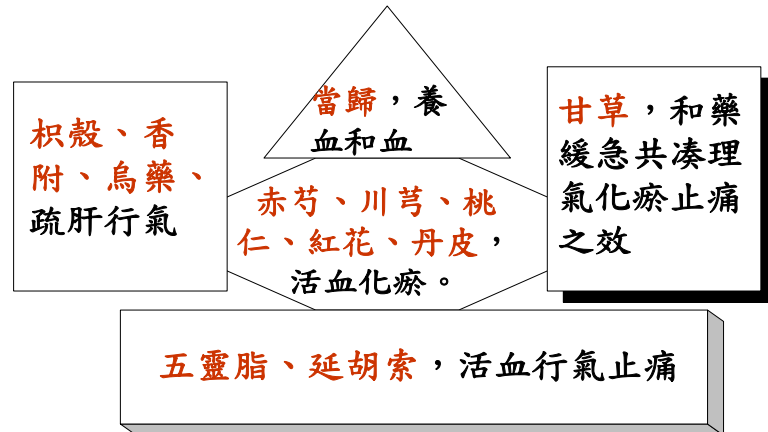 當歸，養
血和血
枳殼、香
附、烏藥、
疏肝行氣
赤芍、川芎、桃
仁、紅花、丹皮，
活血化瘀。
甘草，和藥
緩急共凑理
氣化瘀止痛
之效
五靈脂、延胡索，活血行氣止痛